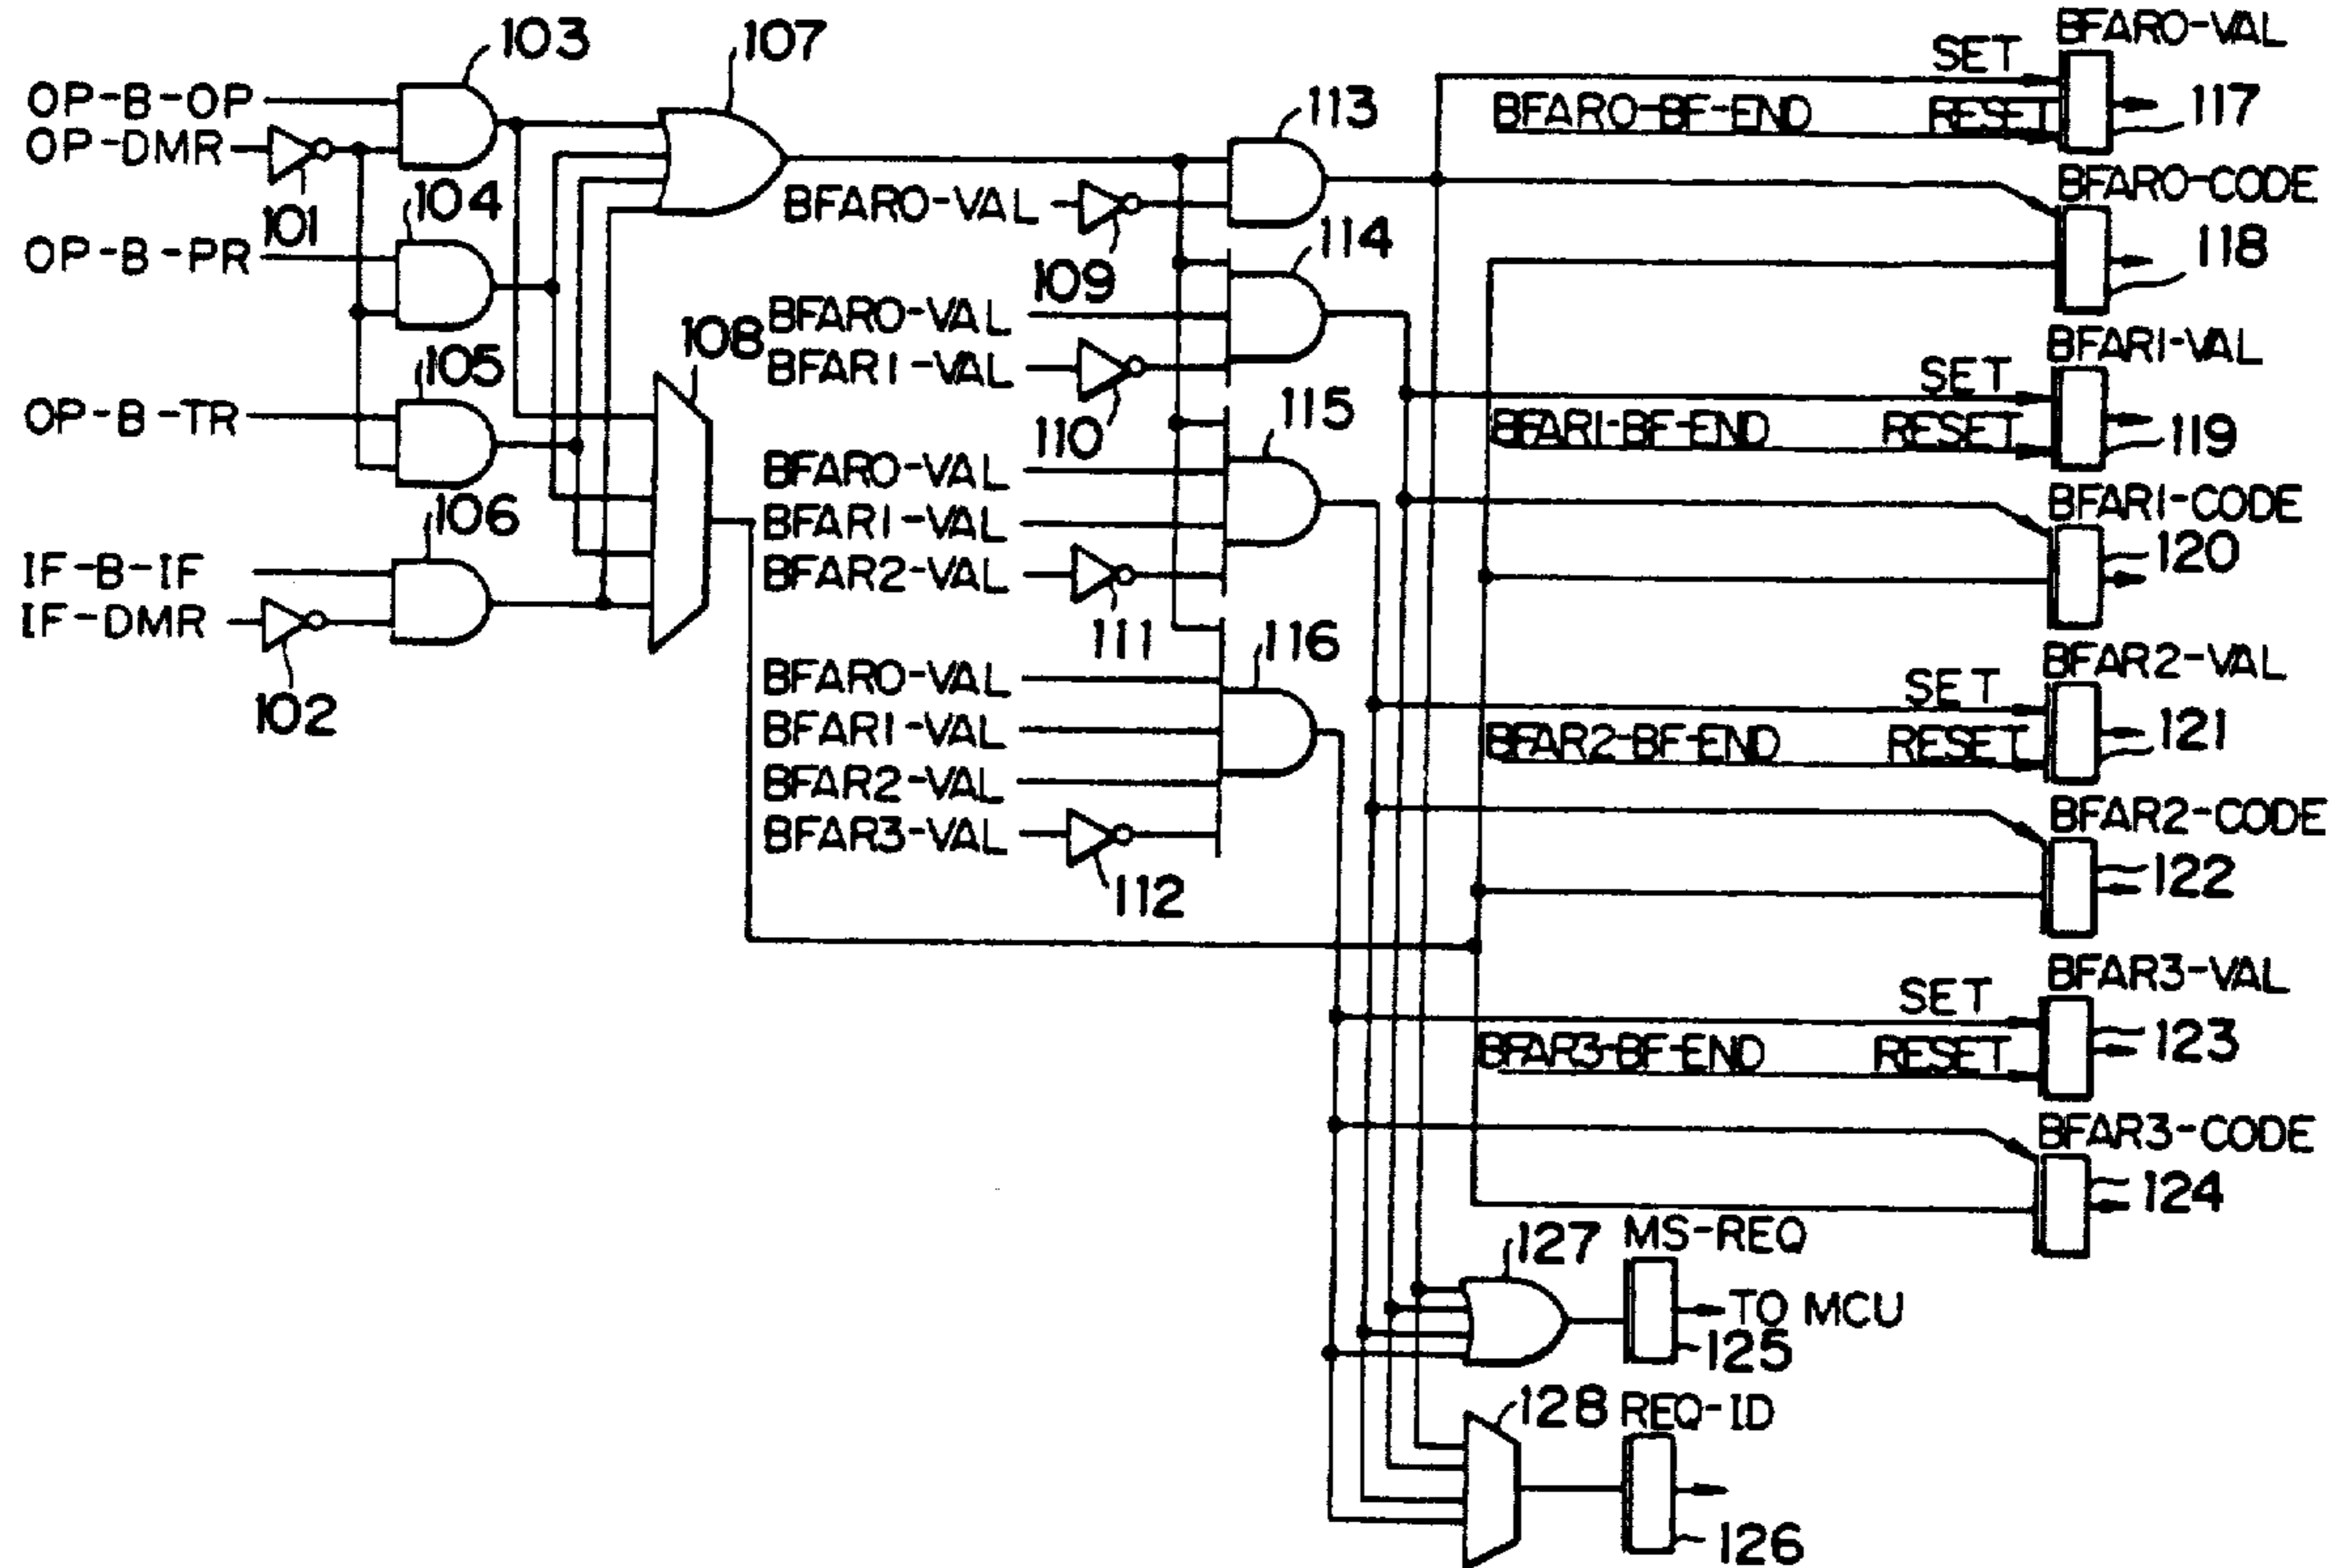 103
107
OP-B-OP
OP-DMR
101
104
OP-B-PR
105
OP-B-TR
106
IF-B-IF
IF-DMR
102
108
113
BFAR0-VAL
109
114
BFAR0-VAL
BFAR1-VAL
110
115
BFAR0-VAL
BFAR1-VAL
BFAR2-VAL
111
116
BFAR0-VAL
BFAR1-VAL
BFAR2-VAL
BFAR3-VAL
112
BFAR0-VAL
SET
BFAR0-BF-END RESET
117
BFAR0-CODE
118
BFAR1-VAL
SET
BFAR1-BF-END RESET
119
BFAR1-CODE
120
BFAR2-VAL
SET
BFAR2-BF-END RESET
121
BFAR2-CODE
122
BFAR3-VAL
SET
BFAR3-BF-END RESET
123
BFAR3-CODE
124
127 MS-REQ
TO MCU
125
128 REQ-ID
126